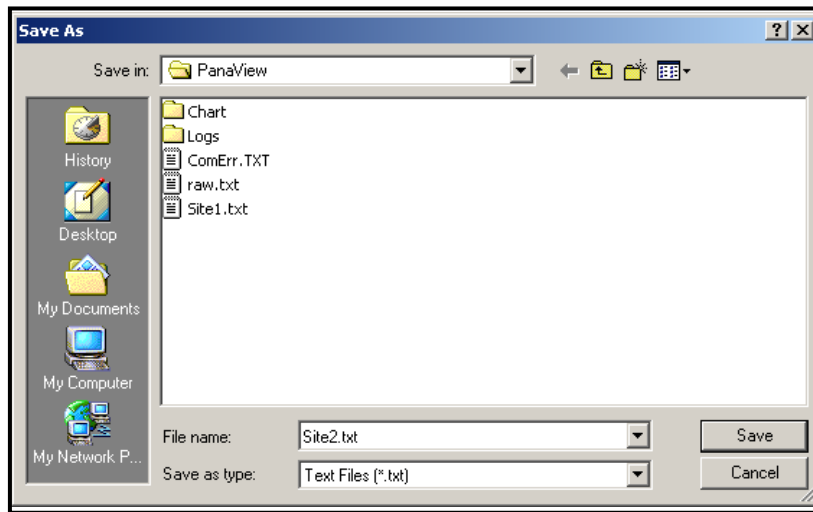 Save As
Save in: PanaView
History
Desktop
My Documents
My Computer
My Network P...
Chart
Logs
ComErr.TXT
raw.txt
Site1.txt
File name: Site2.txt Save
Save as type: Text Files (*.txt) Cancel